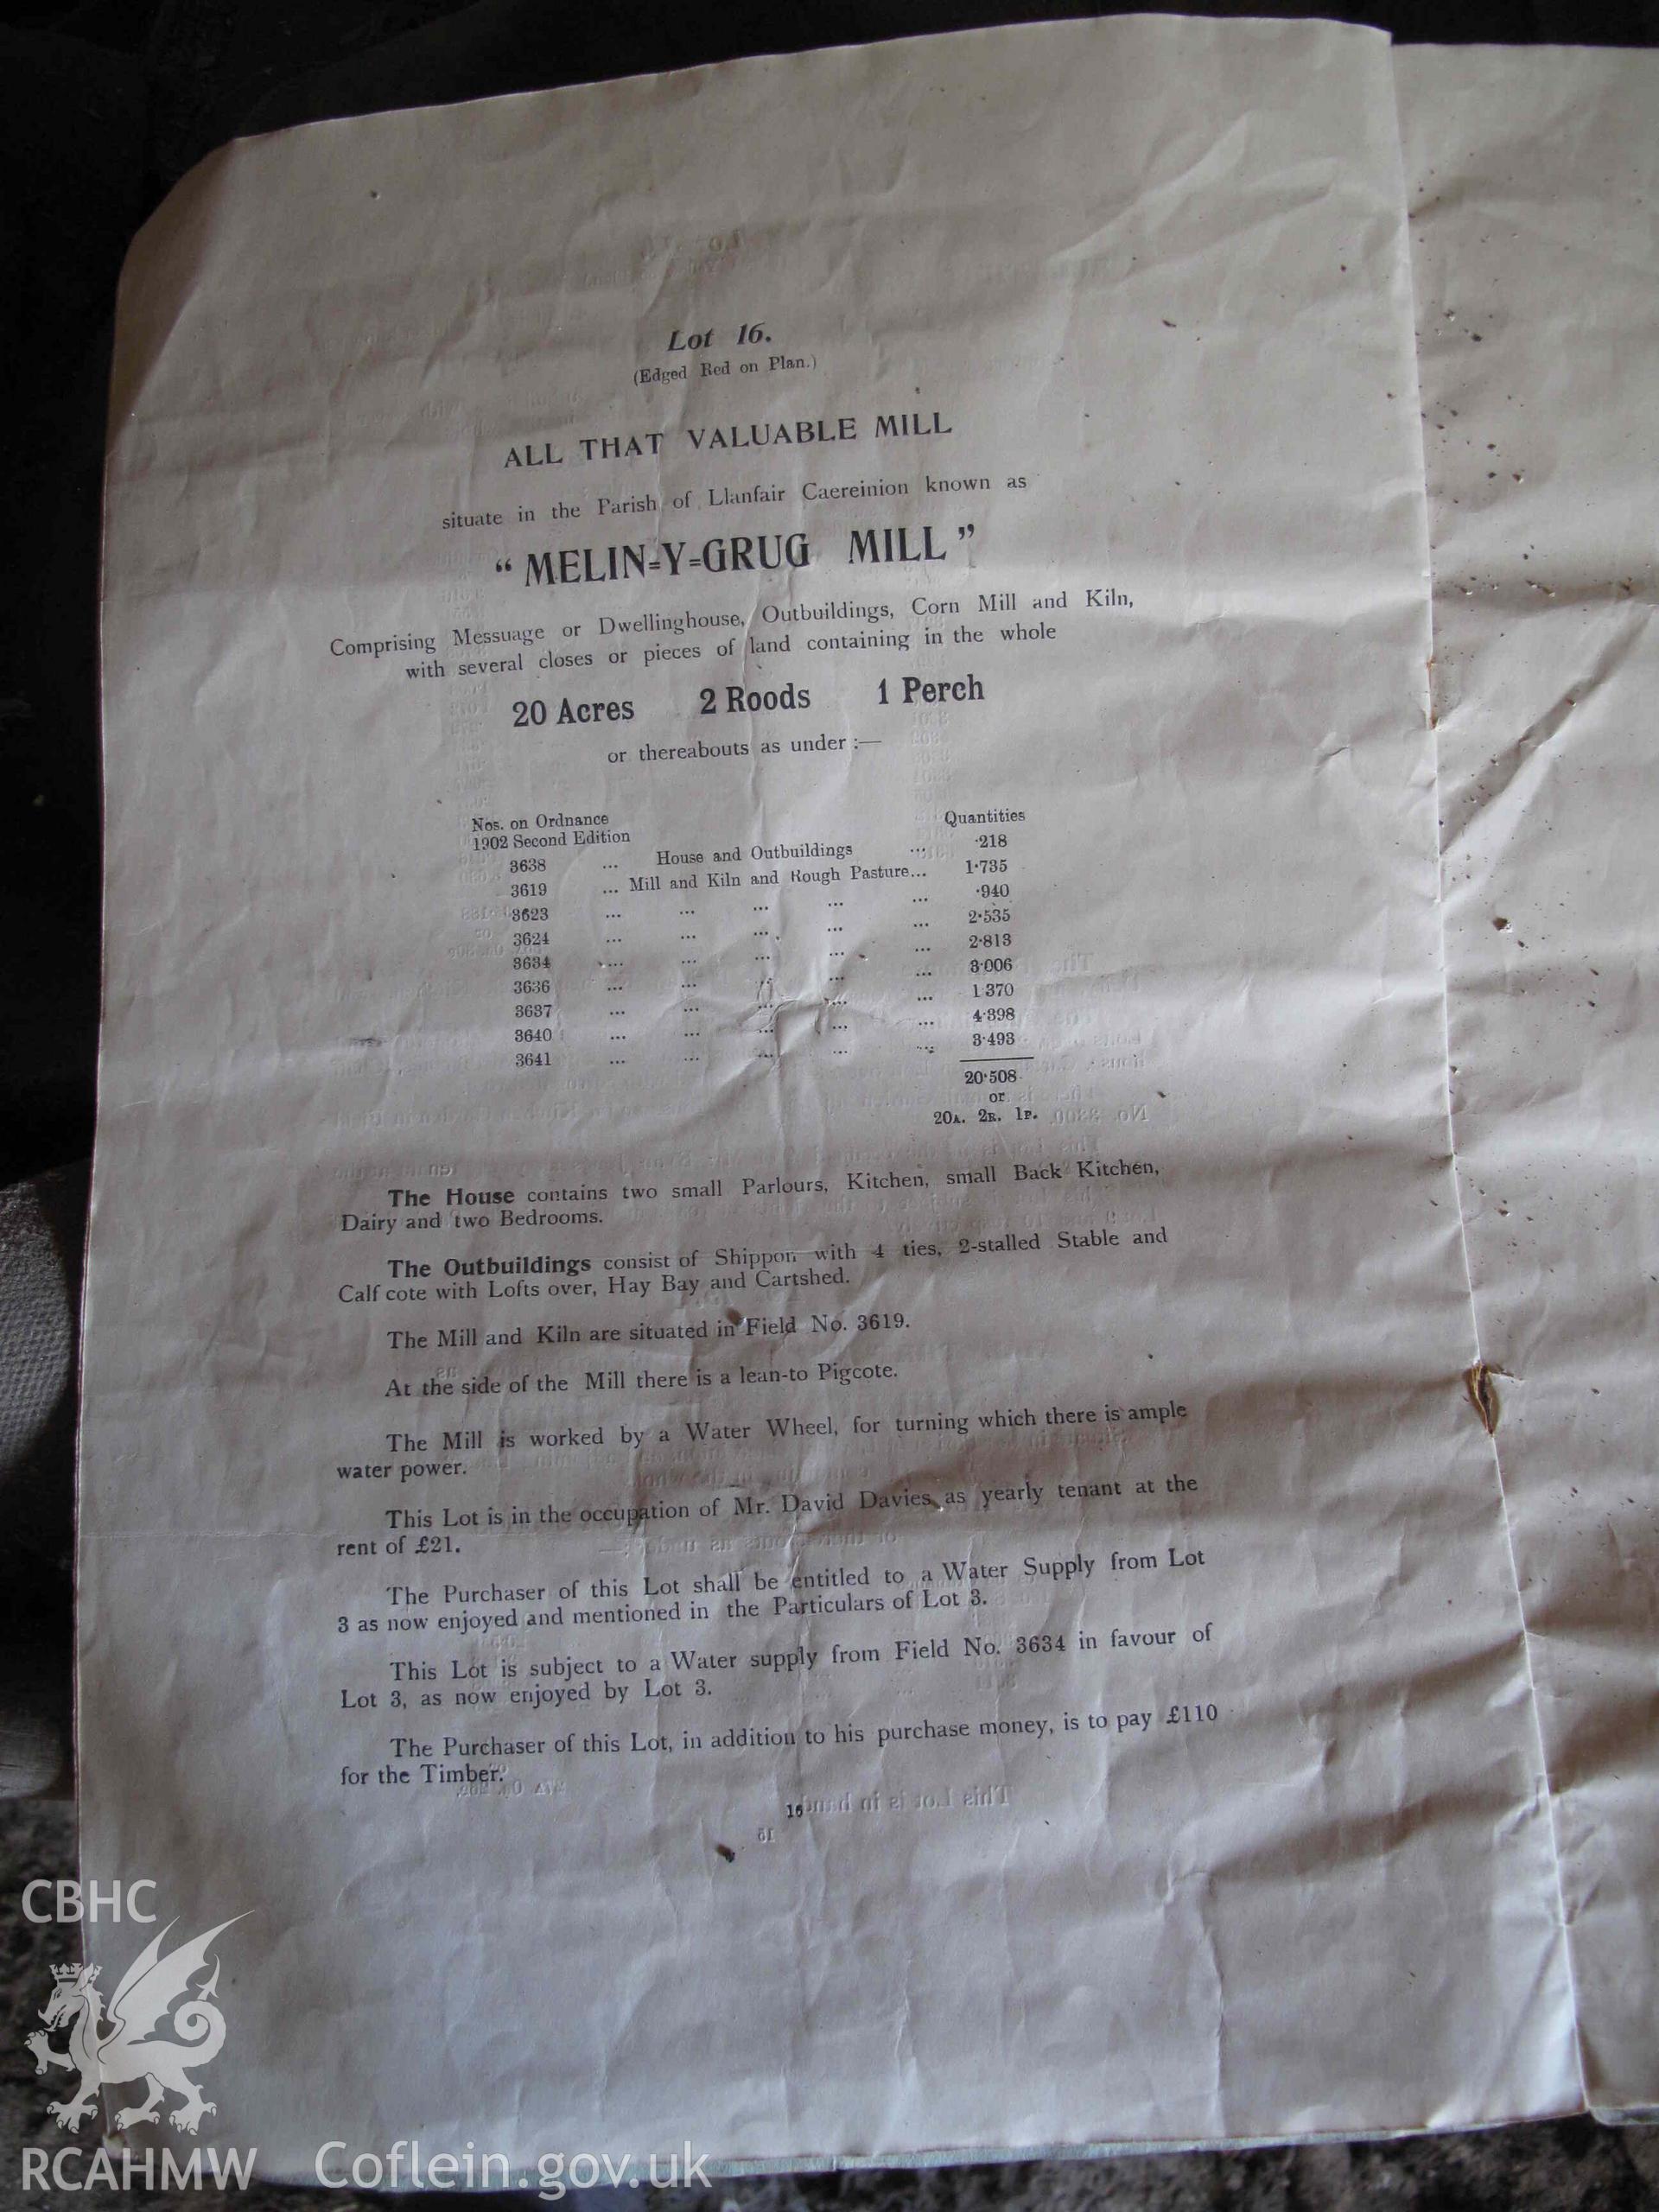 Lot 16.
(Edged Red on Plan.)
ALL THAT VALUABLE MILL
situate in the Parish of Llanfair Caereinion known as
“ MELIN=Y=GRUG MILL ”
Comprising Messuage or Dwellinghouse, Outbuildings, Corn Mill and Kiln,
with several closes or pieces of land containing in the whole
20 Acres 2 Roods 1 Perch
or thereabouts as under :—
Nos. on Ordnance Quantities
1902 Second Edition
3638 ... House and Outbuildings ... ·218
3619 ... Mill and Kiln and Rough Pasture... 1·735
3623 ... ... ... ... ... ·940
3624 ... ... ... ... ... 2·535
3634 ... ... ... ... ... 2·813
3636 ... ... ... ... ... 3·006
3637 ... ... ... ... ... 1·370
3640 ... ... ... ... ... 4·398
3641 ... ... ... ... ... 3·493
20·508
or
20A. 2R. 1P.
The House contains two small Parlours, Kitchen, small Back Kitchen,
Dairy and two Bedrooms.
The Outbuildings consist of Shippon with 4 ties, 2-stalled Stable and
Calf cote with Lofts over, Hay Bay and Cartshed.
The Mill and Kiln are situated in Field No. 3619.
At the side of the Mill there is a lean-to Pigcote.
The Mill is worked by a Water Wheel, for turning which there is ample
water power.
This Lot is in the occupation of Mr. David Davies as yearly tenant at the
rent of £21.
The Purchaser of this Lot shall be entitled to a Water Supply from Lot
3 as now enjoyed and mentioned in the Particulars of Lot 3.
This Lot is subject to a Water supply from Field No. 3634 in favour of
Lot 3, as now enjoyed by Lot 3.
The Purchaser of this Lot, in addition to his purchase money, is to pay £110
for the Timber.
16
CBHC
RCAHMW Coflein.gov.uk